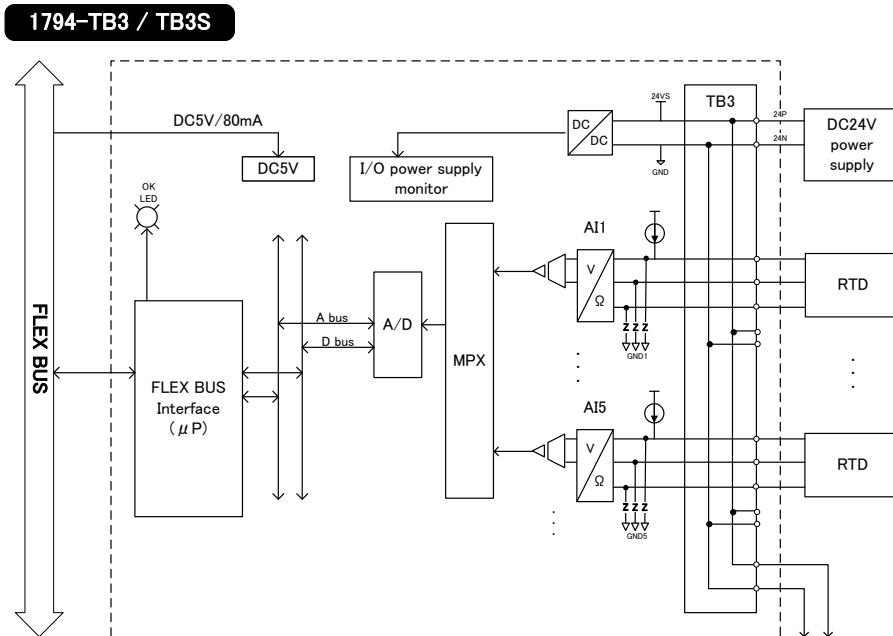 1794-TB3 / TB3S
FLEX BUS
DC5V/80mA
DC5V
I/O power supply
monitor
DC
DC
24VS
GND
TB3
24P
24N
DC24V
power
supply
OK
LED
FLEX BUS
Interface
(μP)
A bus
D bus
A/D
MPX
AI1
V
Ω
Z Z Z
GND1
RTD
AI5
V
Ω
Z Z Z
GND5
RTD